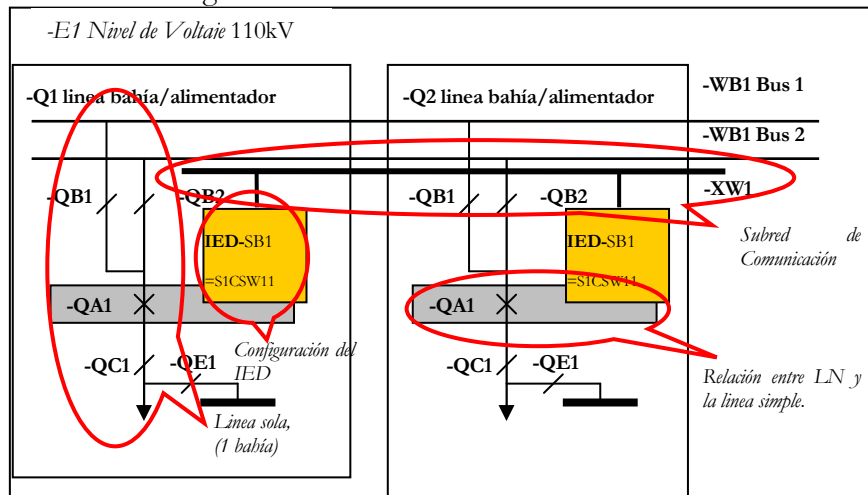 -E1 Nivel de Voltaje 110kV
-Q1 linea bahía/alimentador
-Q2 linea bahía/alimentador
-WB1 Bus 1
-WB1 Bus 2
-XW1
-QB1
-QB2
-QB1
-QB2
IED-SB1
=S1CSW11
IED-SB1
=S1CSW11
Subred de
Comunicación
-QA1
-QA1
-QC1
-QE1
Configuración del
IED
-QC1
-QE1
Relación entre LN y
la linea simple.
Linea sola,
(1 bahía)